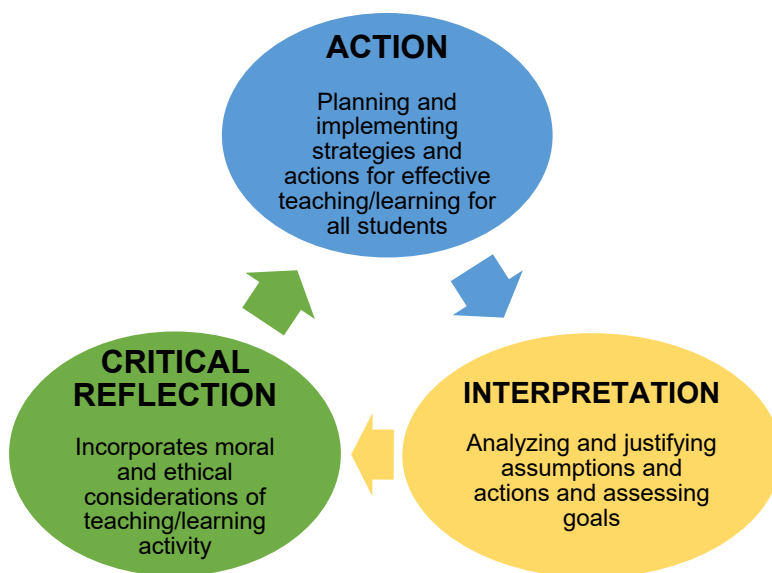 ACTION
Planning and
implementing
strategies and
actions for effective
teaching/learning for
all students
CRITICAL
REFLECTION
Incorporates moral
and ethical
considerations of
teaching/learning
activity
INTERPRETATION
Analyzing and justifying
assumptions and
actions and assessing
goals